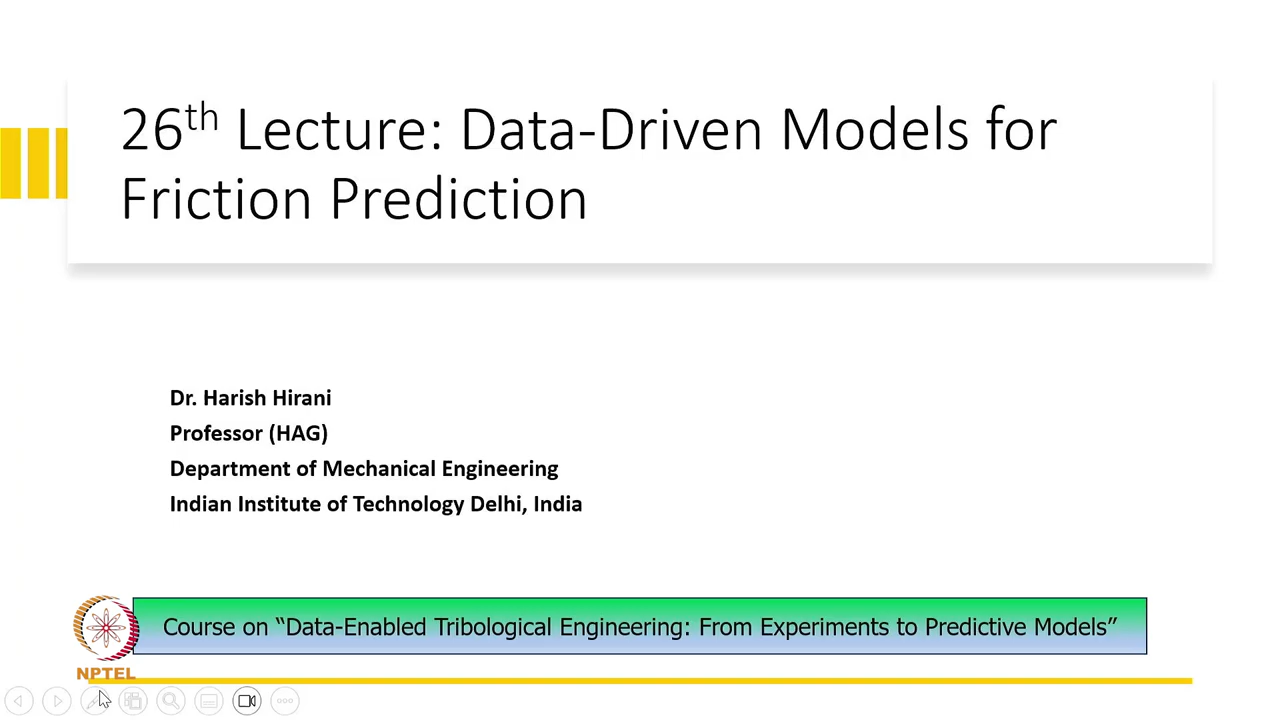 26th Lecture: Data-Driven Models for
Friction Prediction
Dr. Harish Hirani
Professor (HAG)
Department of Mechanical Engineering
Indian Institute of Technology Delhi, India
Course on “Data-Enabled Tribological Engineering: From Experiments to Predictive Models”
NPTEL